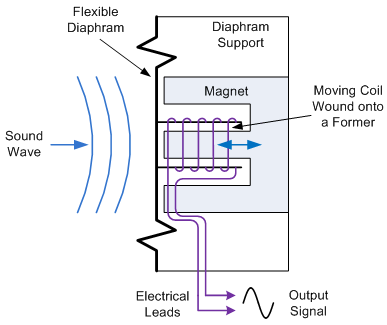 Flexible
Diaphram
Diaphram
Support
Magnet
Moving Coil
Wound onto
a Former
Sound
Wave
Electrical
Leads
Output
Signal